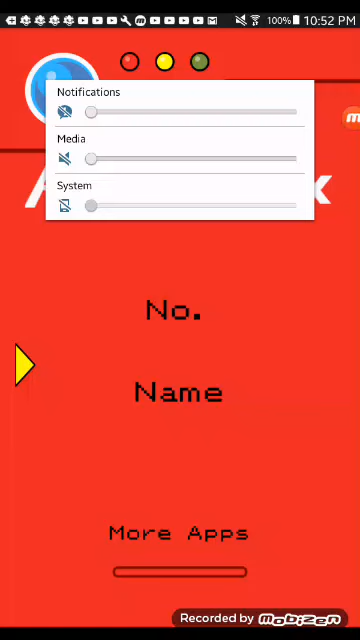 100% 10:52 PM
Notifications
Media
System
No.
Name
More Apps
Recorded by mobizen